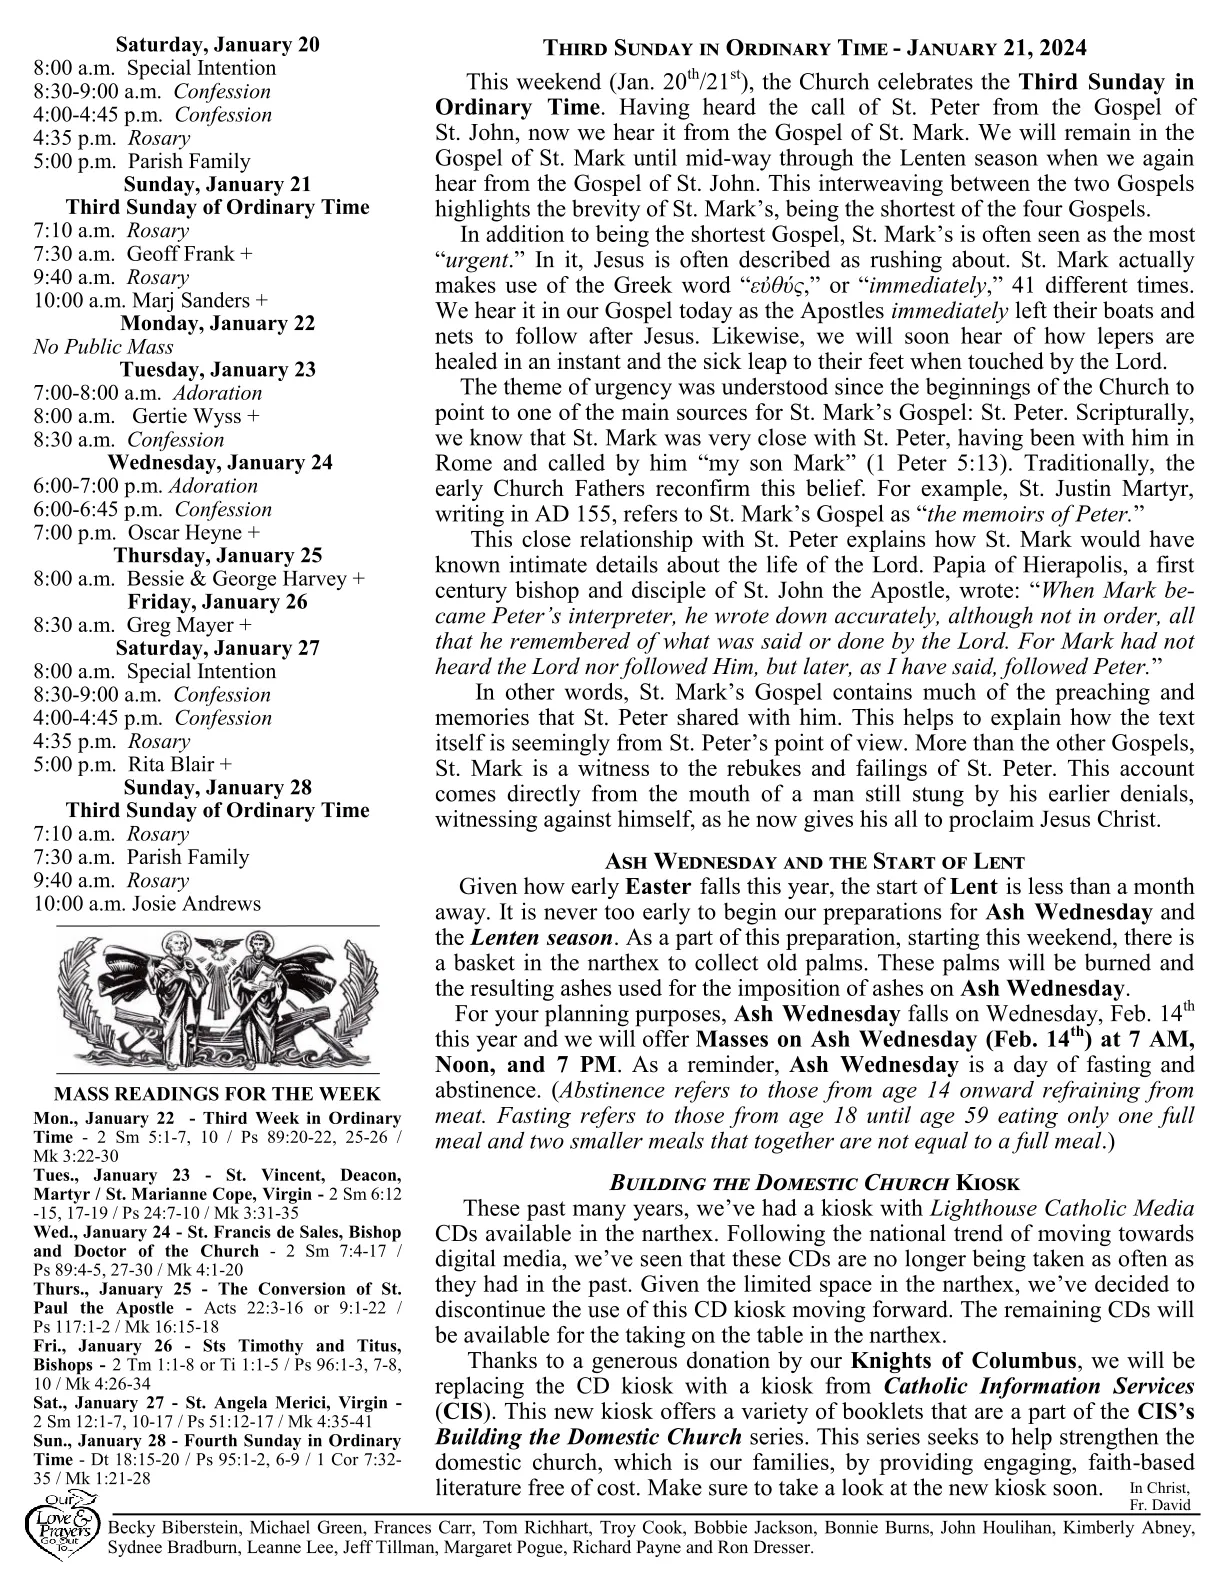 Saturday, January 20
8:00 a.m.  Special Intention
8:30-9:00 a.m.  Confession
4:00-4:45 p.m.  Confession
4:35 p.m.  Rosary
5:00 p.m.  Parish Family
Sunday, January 21
Third Sunday of Ordinary Time
7:10 a.m.  Rosary
7:30 a.m.  Geoff Frank +
9:40 a.m.  Rosary
10:00 a.m. Marj Sanders +
Monday, January 22
No Public Mass
Tuesday, January 23
7:00-8:00 a.m.  Adoration
8:00 a.m.   Gertie Wyss +
8:30 a.m.  Confession
Wednesday, January 24
6:00-7:00 p.m. Adoration
6:00-6:45 p.m.  Confession
7:00 p.m.  Oscar Heyne +
Thursday, January 25
8:00 a.m.  Bessie & George Harvey +
Friday, January 26
8:30 a.m.  Greg Mayer +
Saturday, January 27
8:00 a.m.  Special Intention
8:30-9:00 a.m.  Confession
4:00-4:45 p.m.  Confession
4:35 p.m.  Rosary
5:00 p.m.  Rita Blair +
Sunday, January 28
Third Sunday of Ordinary Time
7:10 a.m.  Rosary
7:30 a.m.  Parish Family
9:40 a.m.  Rosary
10:00 a.m. Josie Andrews
MASS READINGS FOR THE WEEK
Mon., January 22  - Third Week in Ordinary
Time - 2 Sm 5:1-7, 10 / Ps 89:20-22, 25-26 /
Mk 3:22-30
Tues., January 23 - St. Vincent, Deacon,
Martyr / St. Marianne Cope, Virgin - 2 Sm 6:12
-15, 17-19 / Ps 24:7-10 / Mk 3:31-35
Wed., January 24 - St. Francis de Sales, Bishop
and Doctor of the Church - 2 Sm 7:4-17 /
Ps 89:4-5, 27-30 / Mk 4:1-20
Thurs., January 25 - The Conversion of St.
Paul the Apostle - Acts 22:3-16 or 9:1-22 /
Ps 117:1-2 / Mk 16:15-18
Fri., January 26 - Sts Timothy and Titus,
Bishops - 2 Tm 1:1-8 or Ti 1:1-5 / Ps 96:1-3, 7-8,
10 / Mk 4:26-34
Sat., January 27 - St. Angela Merici, Virgin -
2 Sm 12:1-7, 10-17 / Ps 51:12-17 / Mk 4:35-41
Sun., January 28 - Fourth Sunday in Ordinary
Time - Dt 18:15-20 / Ps 95:1-2, 6-9 / 1 Cor 7:32-
35 / Mk 1:21-28
THIRD SUNDAY IN ORDINARY TIME - JANUARY 21, 2024
This weekend (Jan. 20th/21st), the Church celebrates the Third Sunday in
Ordinary Time. Having heard the call of St. Peter from the Gospel of
St. John, now we hear it from the Gospel of St. Mark. We will remain in the
Gospel of St. Mark until mid-way through the Lenten season when we again
hear from the Gospel of St. John. This interweaving between the two Gospels
highlights the brevity of St. Mark’s, being the shortest of the four Gospels.
In addition to being the shortest Gospel, St. Mark’s is often seen as the most
“urgent.” In it, Jesus is often described as rushing about. St. Mark actually
makes use of the Greek word “εὐθύς,” or “immediately,” 41 different times.
We hear it in our Gospel today as the Apostles immediately left their boats and
nets to follow after Jesus. Likewise, we will soon hear of how lepers are
healed in an instant and the sick leap to their feet when touched by the Lord.
The theme of urgency was understood since the beginnings of the Church to
point to one of the main sources for St. Mark’s Gospel: St. Peter. Scripturally,
we know that St. Mark was very close with St. Peter, having been with him in
Rome and called by him “my son Mark” (1 Peter 5:13). Traditionally, the
early Church Fathers reconfirm this belief. For example, St. Justin Martyr,
writing in AD 155, refers to St. Mark’s Gospel as “the memoirs of Peter.”
This close relationship with St. Peter explains how St. Mark would have
known intimate details about the life of the Lord. Papia of Hierapolis, a first
century bishop and disciple of St. John the Apostle, wrote: “When Mark be-
came Peter’s interpreter, he wrote down accurately, although not in order, all
that he remembered of what was said or done by the Lord. For Mark had not
heard the Lord nor followed Him, but later, as I have said, followed Peter.”
In other words, St. Mark’s Gospel contains much of the preaching and
memories that St. Peter shared with him. This helps to explain how the text
itself is seemingly from St. Peter’s point of view. More than the other Gospels,
St. Mark is a witness to the rebukes and failings of St. Peter. This account
comes directly from the mouth of a man still stung by his earlier denials,
witnessing against himself, as he now gives his all to proclaim Jesus Christ.
ASH WEDNESDAY AND THE START OF LENT
Given how early Easter falls this year, the start of Lent is less than a month
away. It is never too early to begin our preparations for Ash Wednesday and
the Lenten season. As a part of this preparation, starting this weekend, there is
a basket in the narthex to collect old palms. These palms will be burned and
the resulting ashes used for the imposition of ashes on Ash Wednesday.
For your planning purposes, Ash Wednesday falls on Wednesday, Feb. 14th
this year and we will offer Masses on Ash Wednesday (Feb. 14th) at 7 AM,
Noon, and 7 PM. As a reminder, Ash Wednesday is a day of fasting and
abstinence. (Abstinence refers to those from age 14 onward refraining from
meat. Fasting refers to those from age 18 until age 59 eating only one full
meal and two smaller meals that together are not equal to a full meal.)
BUILDING THE DOMESTIC CHURCH KIOSK
These past many years, we’ve had a kiosk with Lighthouse Catholic Media
CDs available in the narthex. Following the national trend of moving towards
digital media, we’ve seen that these CDs are no longer being taken as often as
they had in the past. Given the limited space in the narthex, we’ve decided to
discontinue the use of this CD kiosk moving forward. The remaining CDs will
be available for the taking on the table in the narthex.
Thanks to a generous donation by our Knights of Columbus, we will be
replacing the CD kiosk with a kiosk from Catholic Information Services
(CIS). This new kiosk offers a variety of booklets that are a part of the CIS’s
Building the Domestic Church series. This series seeks to help strengthen the
domestic church, which is our families, by providing engaging, faith-based
literature free of cost. Make sure to take a look at the new kiosk soon.
In Christ,
Fr. David
Our
Love &
Prayers
Go Out
To...
Becky Biberstein, Michael Green, Frances Carr, Tom Richhart, Troy Cook, Bobbie Jackson, Bonnie Burns, John Houlihan, Kimberly Abney,
Sydnee Bradburn, Leanne Lee, Jeff Tillman, Margaret Pogue, Richard Payne and Ron Dresser.